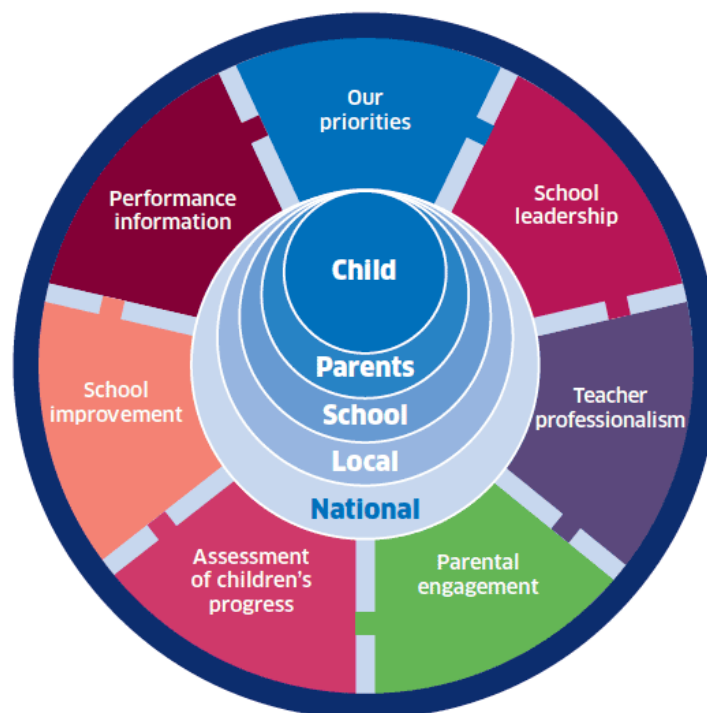 Our
priorities
School
leadership
Teacher
professionalism
Parental
engagement
Assessment
of children's
progress
School
improvement
Performance
information
Child
Parents
School
Local
National